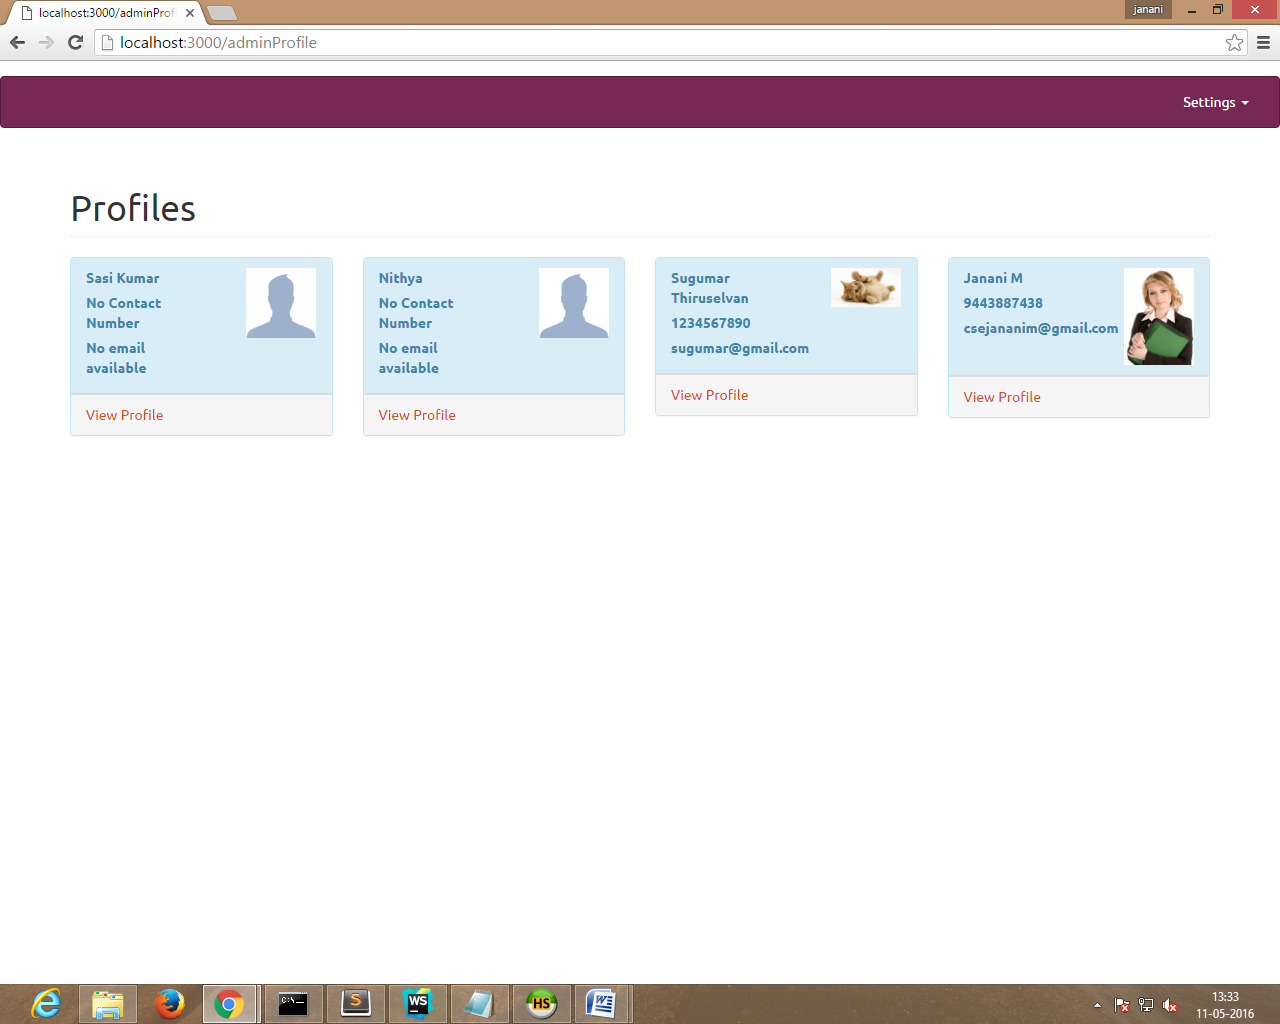 localhost:3000/adminProf
janani
localhost:3000/adminProfile
Settings
Profiles
Sasi Kumar
No Contact
Number
No email
available
View Profile
Nithya
No Contact
Number
No email
available
View Profile
Sugumar
Thiruselvan
1234567890
sugumar@gmail.com
View Profile
Janani M
9443887438
csejananim@gmail.com
View Profile
C:\_
S
WS
HS
W
13:33
11-05-2016